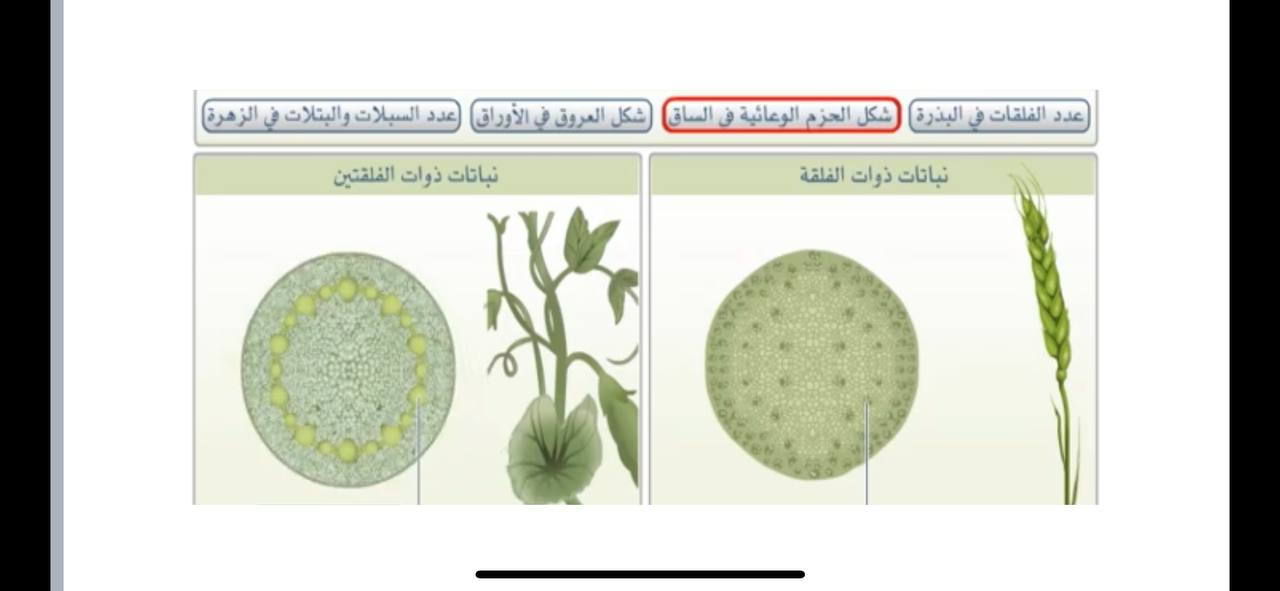 عدد الفلقات في البذرة
شكل الحزم الوعائية في الساق
شكل العروق في الأوراق
عدد السبلات والبتلات في الزهرة
نباتات ذوات الفلقة
نباتات ذوات الفلقتين